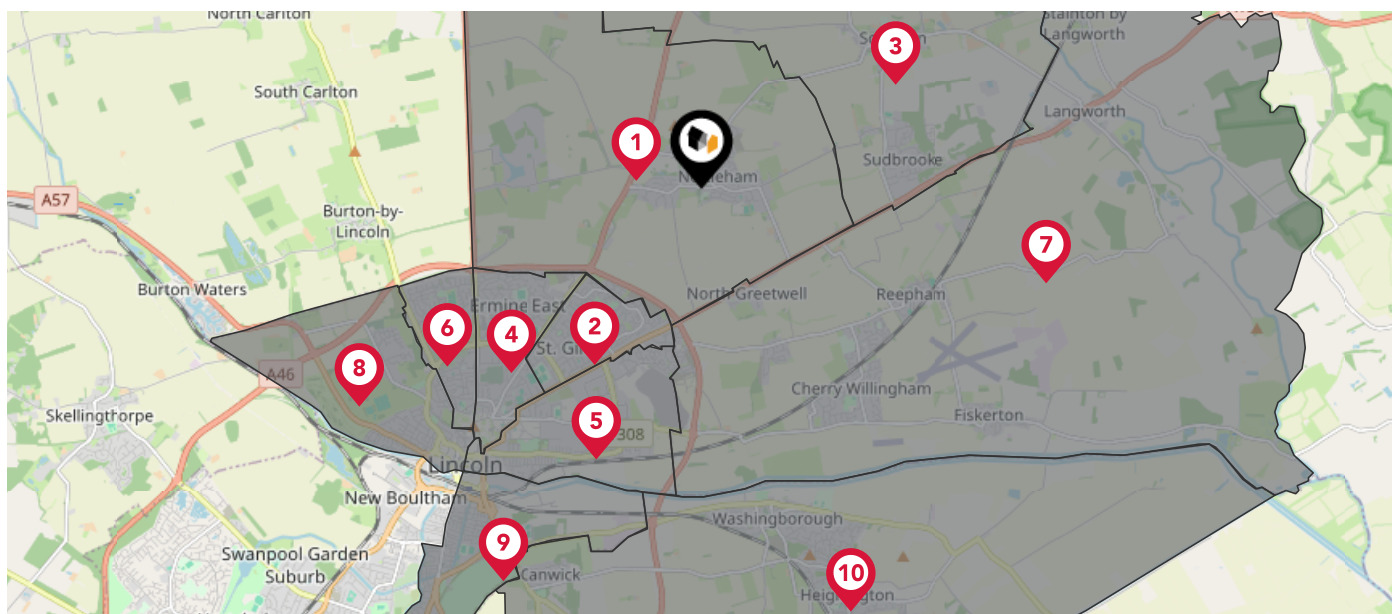 North Carlton
Stainton by
Langworth
3
South Carlton
Langworth
1
Sudbrooke
A57
Burton-by-
Lincoln
7
Burton Waters
North Greetwell
Reepham
Ermine East
6
4
2
8
A46
Cherry Willingham
Skellingthorpe
Fiskerton
5
308
Lincoln
New Boultham
Washingborough
9
Swanpool Garden
Suburb
Canwick
10